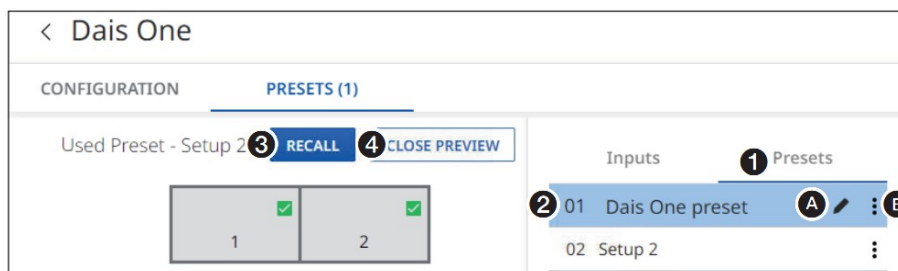 < Dais One
CONFIGURATION PRESETS (1)
Used Preset - Setup 2 3 RECALL 4 CLOSE PREVIEW
Inputs 1 Presets
2 01 Dais One preset A
02 Setup 2
1 2